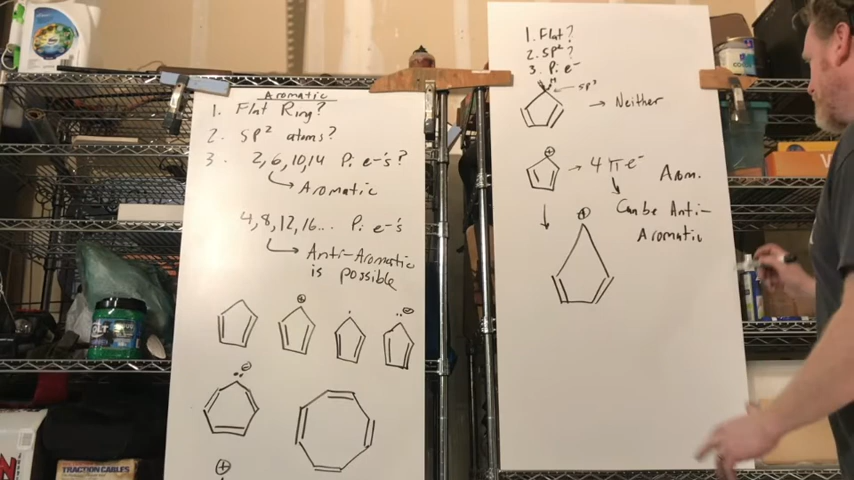 Aromatic
1. Flat Ring?
2. SP² atoms?
3. 2,6,10,14 Pi e-'s?
Aromatic
4,8,12,16... Pi e-'s
Anti-Aromatic
is possible
⊕
⊖
⊖
⊕
1. Flat?
2. SP²?
3. Pi e-
SP³
Neither
⊕
4 π e-
Arom.
Can be Anti-
Aromatic
⊕
TRACTION CABLES